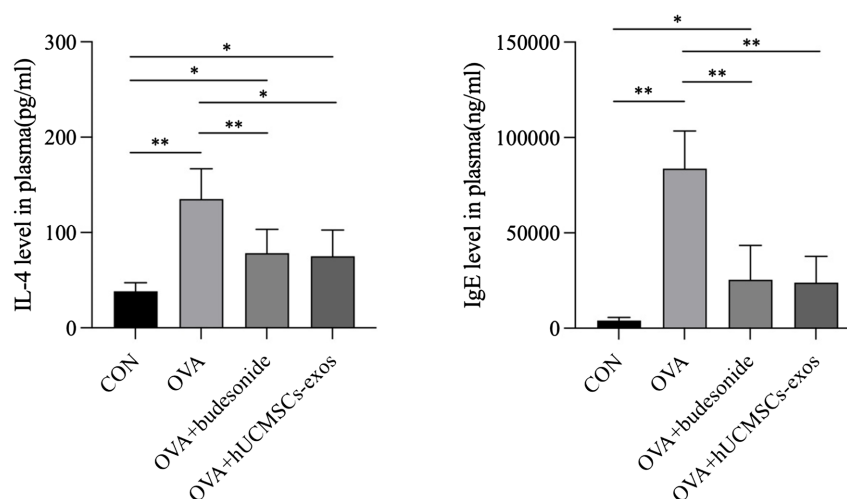 IL-4 level in plasma(pg/ml)
300
200
100
0
*
*
*
**
**
CON
OVA
OVA+budesonide
OVA+hUCMSCs-exos
IgE level in plasma(ng/ml)
150000
100000
50000
0
*
**
**
**
CON
OVA
OVA+budesonide
OVA+hUCMSCs-exos